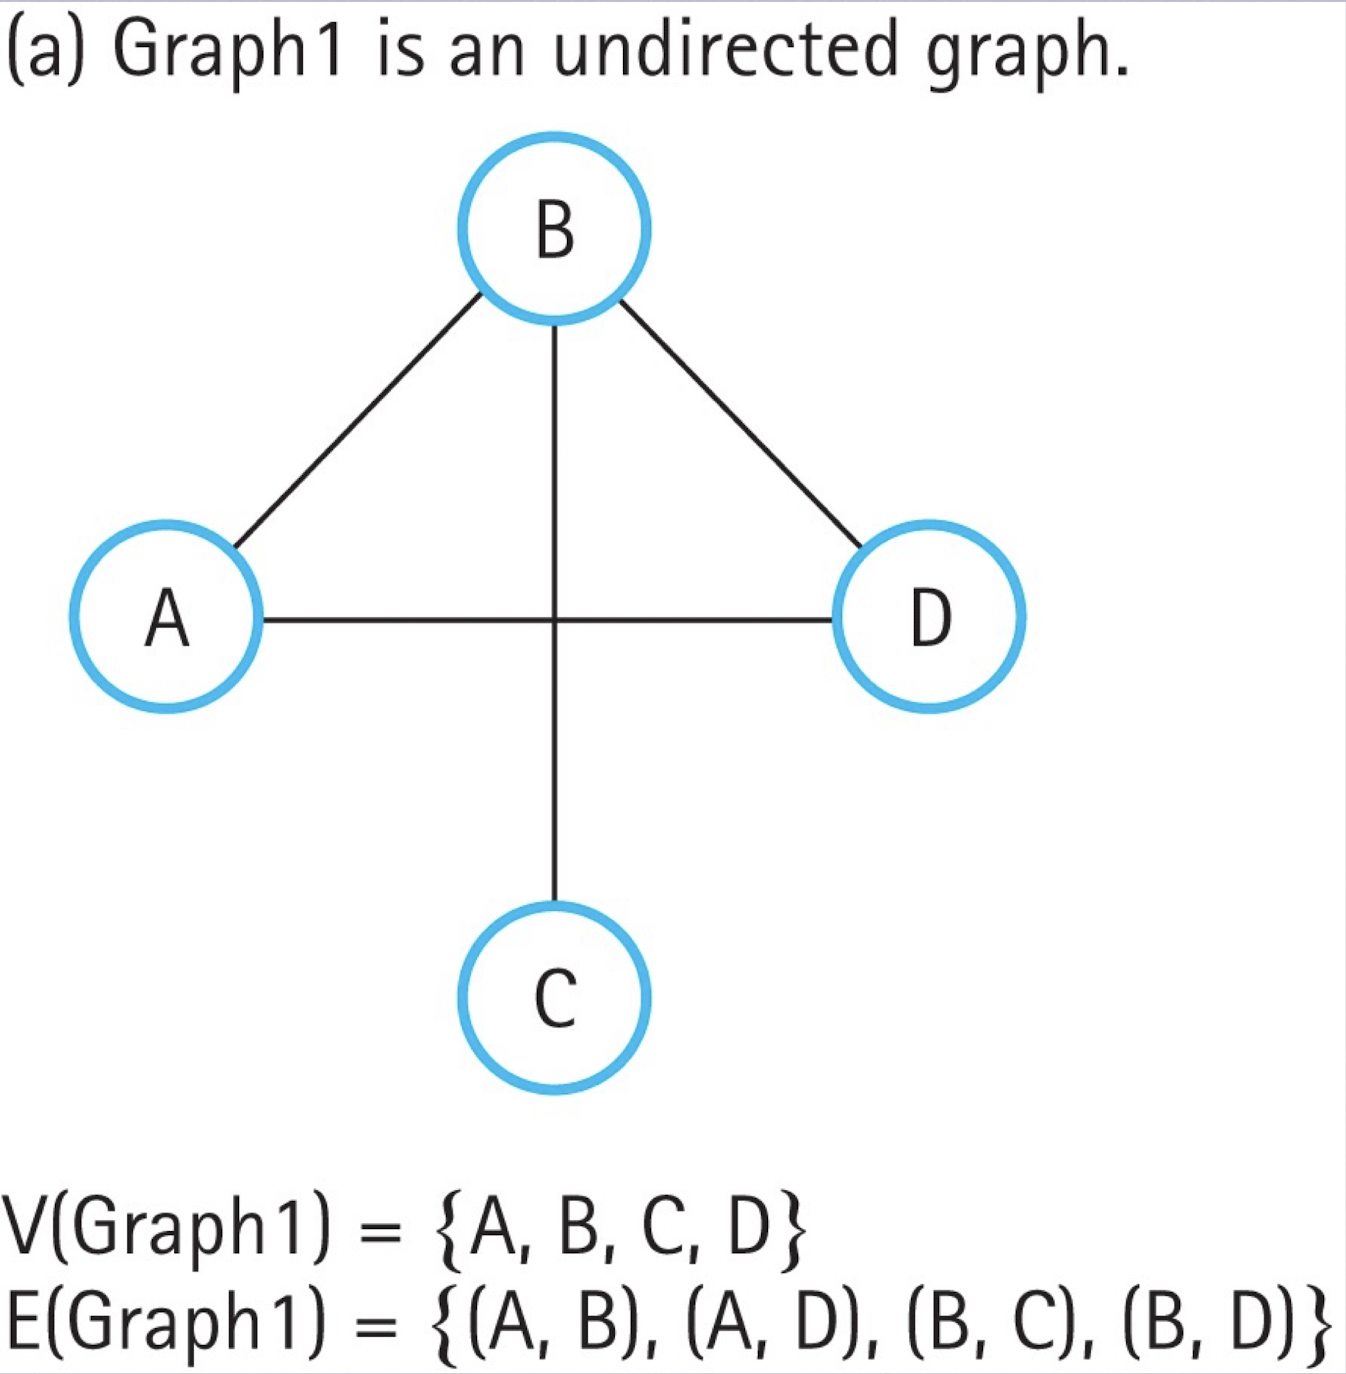 (a) Graph1 is an undirected graph.
B
A
D
C
V(Graph1) = {A, B, C, D}
E(Graph1) = {(A, B), (A, D), (B, C), (B, D)}